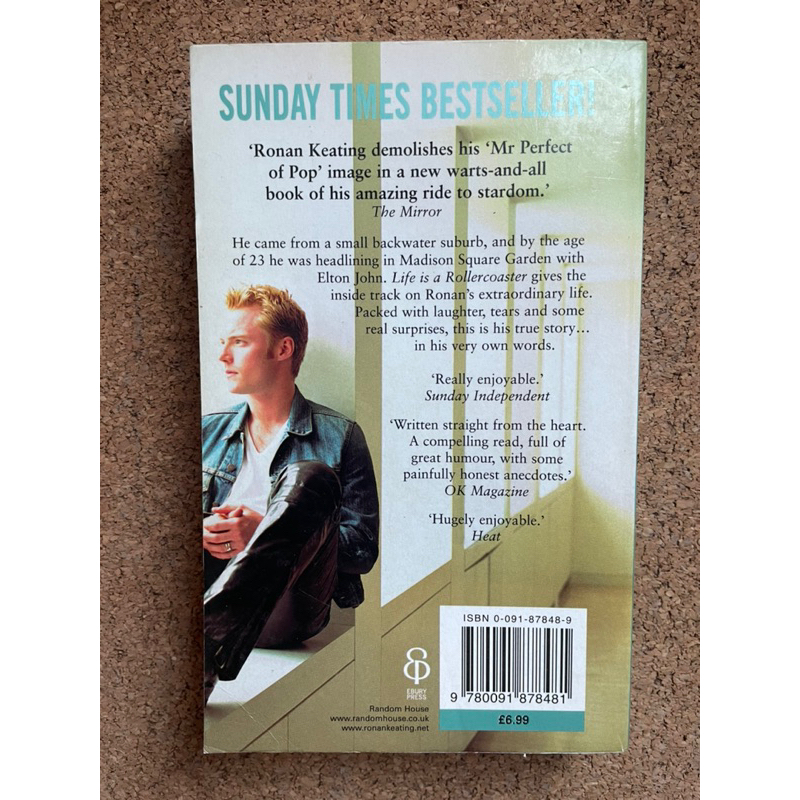 SUNDAY TIMES BESTSELLER!
‘Ronan Keating demolishes his ‘Mr Perfect
of Pop’ image in a new warts-and-all
book of his amazing ride to stardom.’
The Mirror
He came from a small backwater suburb, and by the age
of 23 he was headlining in Madison Square Garden with
Elton John. Life is a Rollercoaster gives the
inside track on Ronan’s extraordinary life.
Packed with laughter, tears and some
real surprises, this is his true story…
in his very own words.
‘Really enjoyable.’
Sunday Independent
‘Written straight from the heart.
A compelling read, full of
great humour, with some
painfully honest anecdotes.’
OK Magazine
‘Hugely enjoyable.’
Heat
EBURY
PRESS
Random House
www.randomhouse.co.uk
www.ronankeating.net
ISBN 0-091-87848-9
9 780091 878481
£6.99